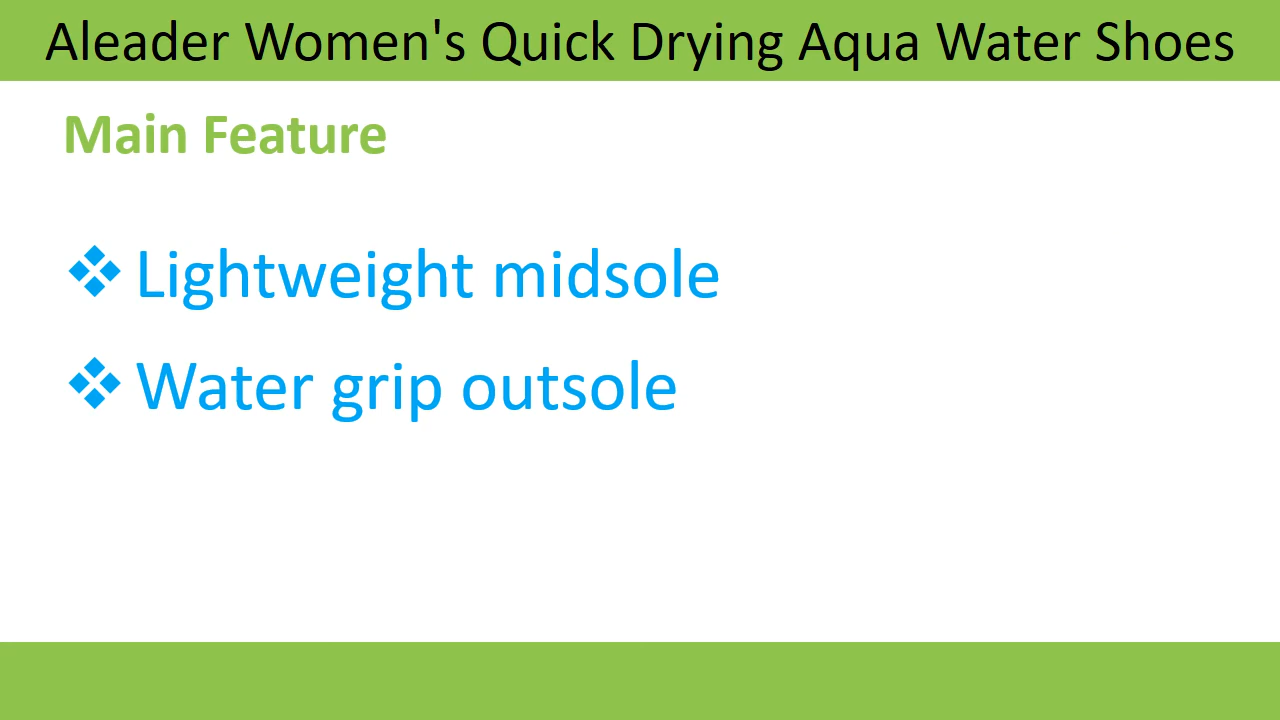 Aleader Women's Quick Drying Aqua Water Shoes
Main Feature
❖ Lightweight midsole
❖ Water grip outsole